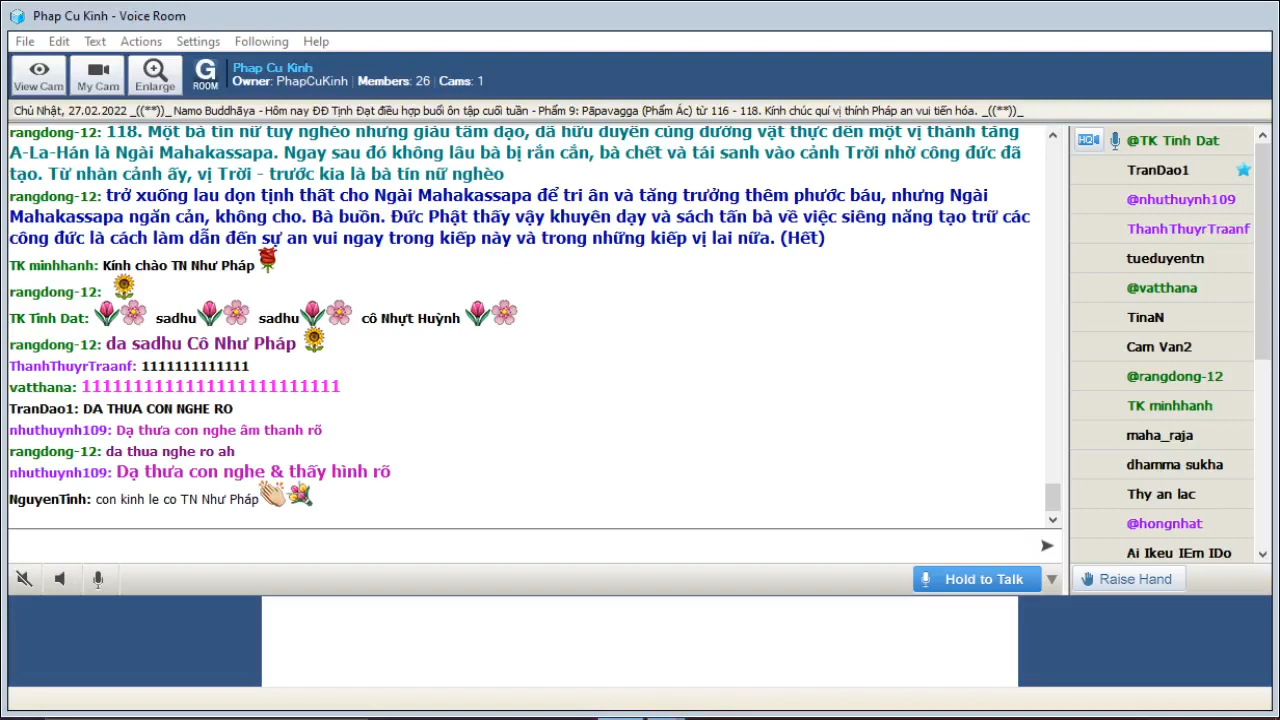 Phap Cu Kinh - Voice Room
File Edit Text Actions Settings Following Help
View Cam My Cam Enlarge G ROOM
Phap Cu Kinh
Owner: PhapCuKinh | Members: 26 | Cams: 1
Chủ Nhật, 27.02.2022 _((**))_ Namo Buddhāya - Hôm nay ĐĐ Tịnh Đạt điều hợp buổi ôn tập cuối tuần - Phẩm 9: Pāpavagga (Phẩm Ác) từ 116 - 118. Kính chúc quí vị thính Pháp an vui tiến hóa. _((**))_
rangdong-12: 118. Một bà tín nữ tuy nghèo nhưng giàu tâm đạo, đã hữu duyên cúng dường vật thực đến một vị thánh tăng
A-La-Hán là Ngài Mahakassapa. Ngay sau đó không lâu bà bị rắn cắn, bà chết và tái sanh vào cảnh Trời nhờ công đức đã
tạo. Từ nhàn cảnh ấy, vị Trời - trước kia là bà tín nữ nghèo
rangdong-12: trở xuống lau dọn tịnh thất cho Ngài Mahakassapa để tri ân và tăng trưởng thêm phước báu, nhưng Ngài
Mahakassapa ngăn cản, không cho. Bà buồn. Đức Phật thấy vậy khuyên dạy và sách tấn bà về việc siêng năng tạo trữ các
công đức là cách làm dẫn đến sự an vui ngay trong kiếp này và trong những kiếp vị lai nữa. (Hết)
TK minhhanh: Kính chào TN Như Pháp
rangdong-12:
TK Tinh Dat: sadhu sadhu cô Nhựt Huỳnh
rangdong-12: da sadhu Cô Như Pháp
ThanhThuyrTraanf: 111111111111
vatthana: 1111111111111111111111111
TranDao1: DA THUA CON NGHE RO
nhuthuynh109: Dạ thưa con nghe âm thanh rõ
rangdong-12: da thua nghe ro ah
nhuthuynh109: Dạ thưa con nghe & thấy hình rõ
NguyenTinh: con kinh le co TN Như Pháp
Hold to Talk
HQ @TK Tinh Dat
TranDao1
@nhuthuynh109
ThanhThuyrTraanf
tueduyentn
@vatthana
TinaN
Cam Van2
@rangdong-12
TK minhhanh
maha_raja
dhamma sukha
Thy an lac
@hongnhat
Ai Ikeu IEm IDo
Raise Hand